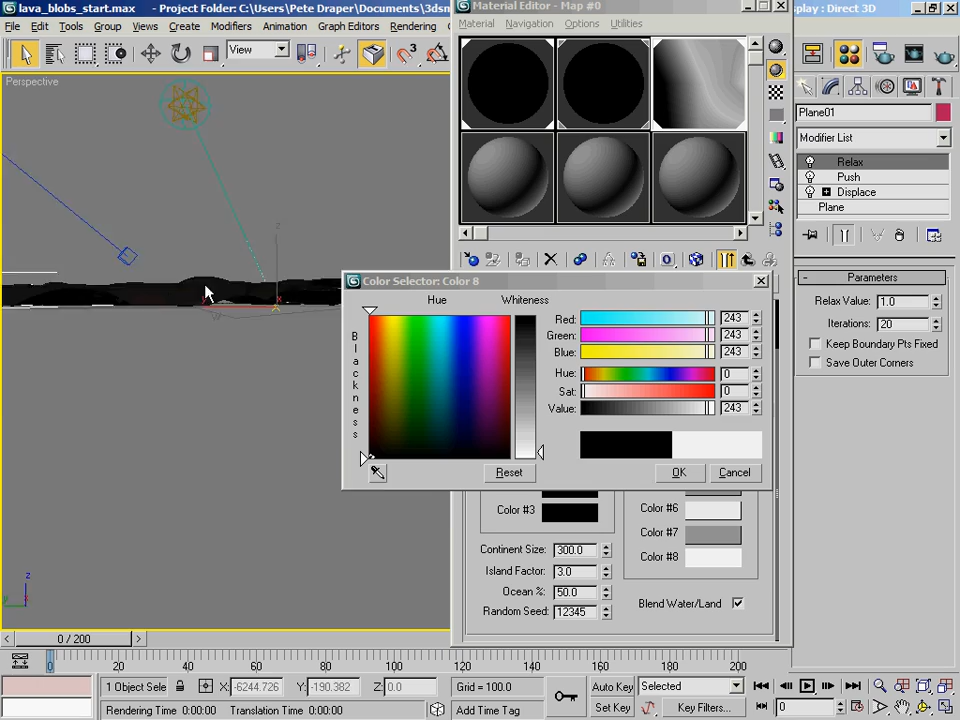 lava_blobs_start.max - Project Folder: C:\Users\Pete Draper\Documents\3dsm
Material Editor - Map #0
play : Direct 3D
File Edit Tools Group Views Create Modifiers Animation Graph Editors Rendering
Material Navigation Options Utilities
View
Perspective
Plane01
Modifier List
Relax
Push
Displace
Plane
z
x
Color Selector: Color 8
Hue Whiteness
Blackness
Red: 243
Green: 243
Blue: 243
Hue: 0
Sat: 0
Value: 243
Reset OK Cancel
Parameters
Relax Value: 1.0
Iterations: 20
Keep Boundary Pts Fixed
Save Outer Corners
Color #3
Color #6
Color #7
Color #8
Continent Size: 300.0
Island Factor: 3.0
Ocean %: 50.0
Random Seed: 12345
Blend Water/Land
z
x
0 / 200
0 20 40 60 80 100 120 140 160 180 200
1 Object Sele X: -6244.726 Y: -190.382 Z: 0.0 Grid = 100.0 Auto Key Selected
Rendering Time 0:00:00 Translation Time 0:00:00 Add Time Tag Set Key Key Filters... 0